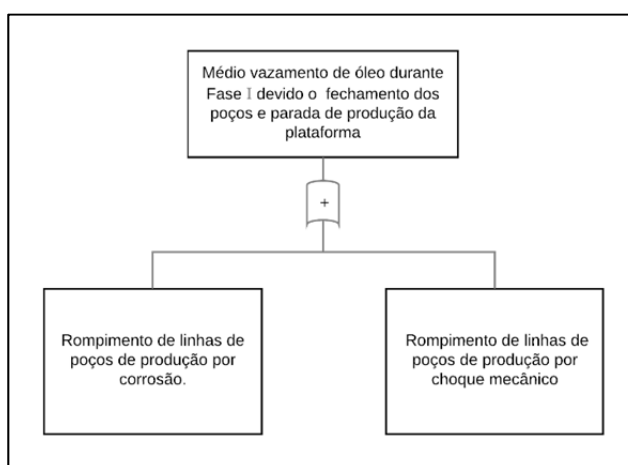 Médio vazamento de óleo durante
Fase I devido o fechamento dos
poços e parada de produção da
plataforma
+
Rompimento de linhas de
poços de produção por
corrosão.
Rompimento de linhas de
poços de produção por
choque mecânico